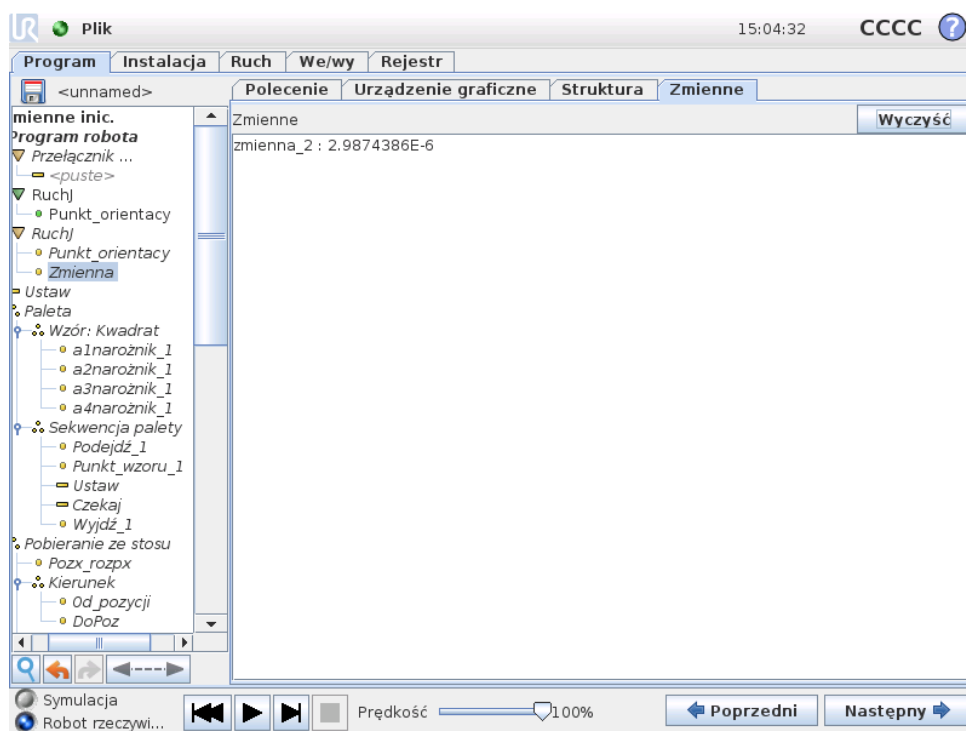 UR Plik 15:04:32 CCCC ?
Program Instalacja Ruch We/wy Rejestr
<unnamed> Polecenie Urządzenie graficzne Struktura Zmienne
mienne inic. Zmienne Wyczyść
Program robota zmienna_2 : 2.9874386E-6
Przełącznik ...
<puste>
RuchJ
Punkt_orientacy
RuchJ
Punkt_orientacy
Zmienna
Ustaw
Paleta
Wzór: Kwadrat
a1narożnik_1
a2narożnik_1
a3narożnik_1
a4narożnik_1
Sekwencja palety
Podejdź_1
Punkt_wzoru_1
Ustaw
Czekaj
Wyjdź_1
Pobieranie ze stosu
Pozx_rozpx
Kierunek
Od_pozycji
DoPoz
Symulacja
Robot rzeczywi... Prędkość 100% Poprzedni Następny